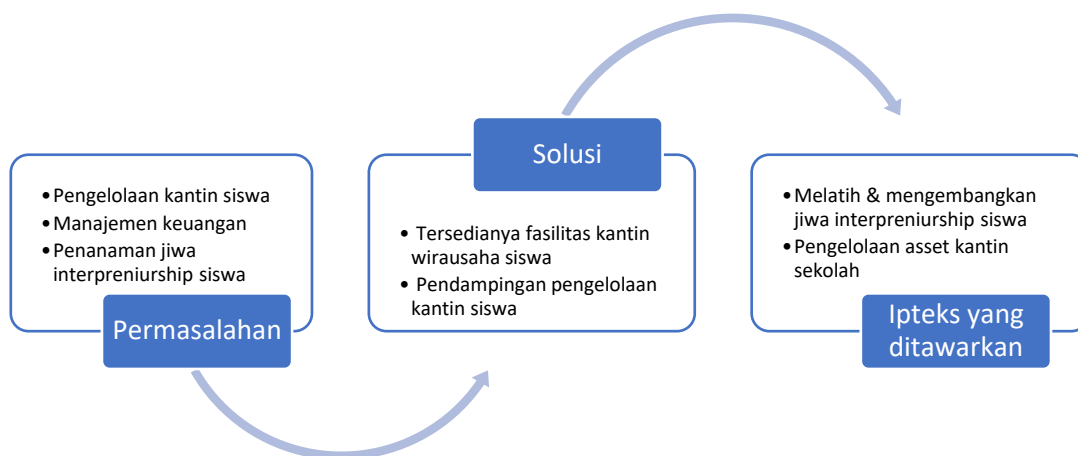 •Pengelolaan kantin siswa
•Manajemen keuangan
•Penanaman jiwa
interpreniurship siswa
Permasalahan
Solusi
• Tersedianya fasilitas kantin
wirausaha siswa
• Pendampingan pengelolaan
kantin siswa
•Melatih & mengembangkan
jiwa interpreniurship siswa
•Pengelolaan asset kantin
sekolah
Ipteks yang
ditawarkan